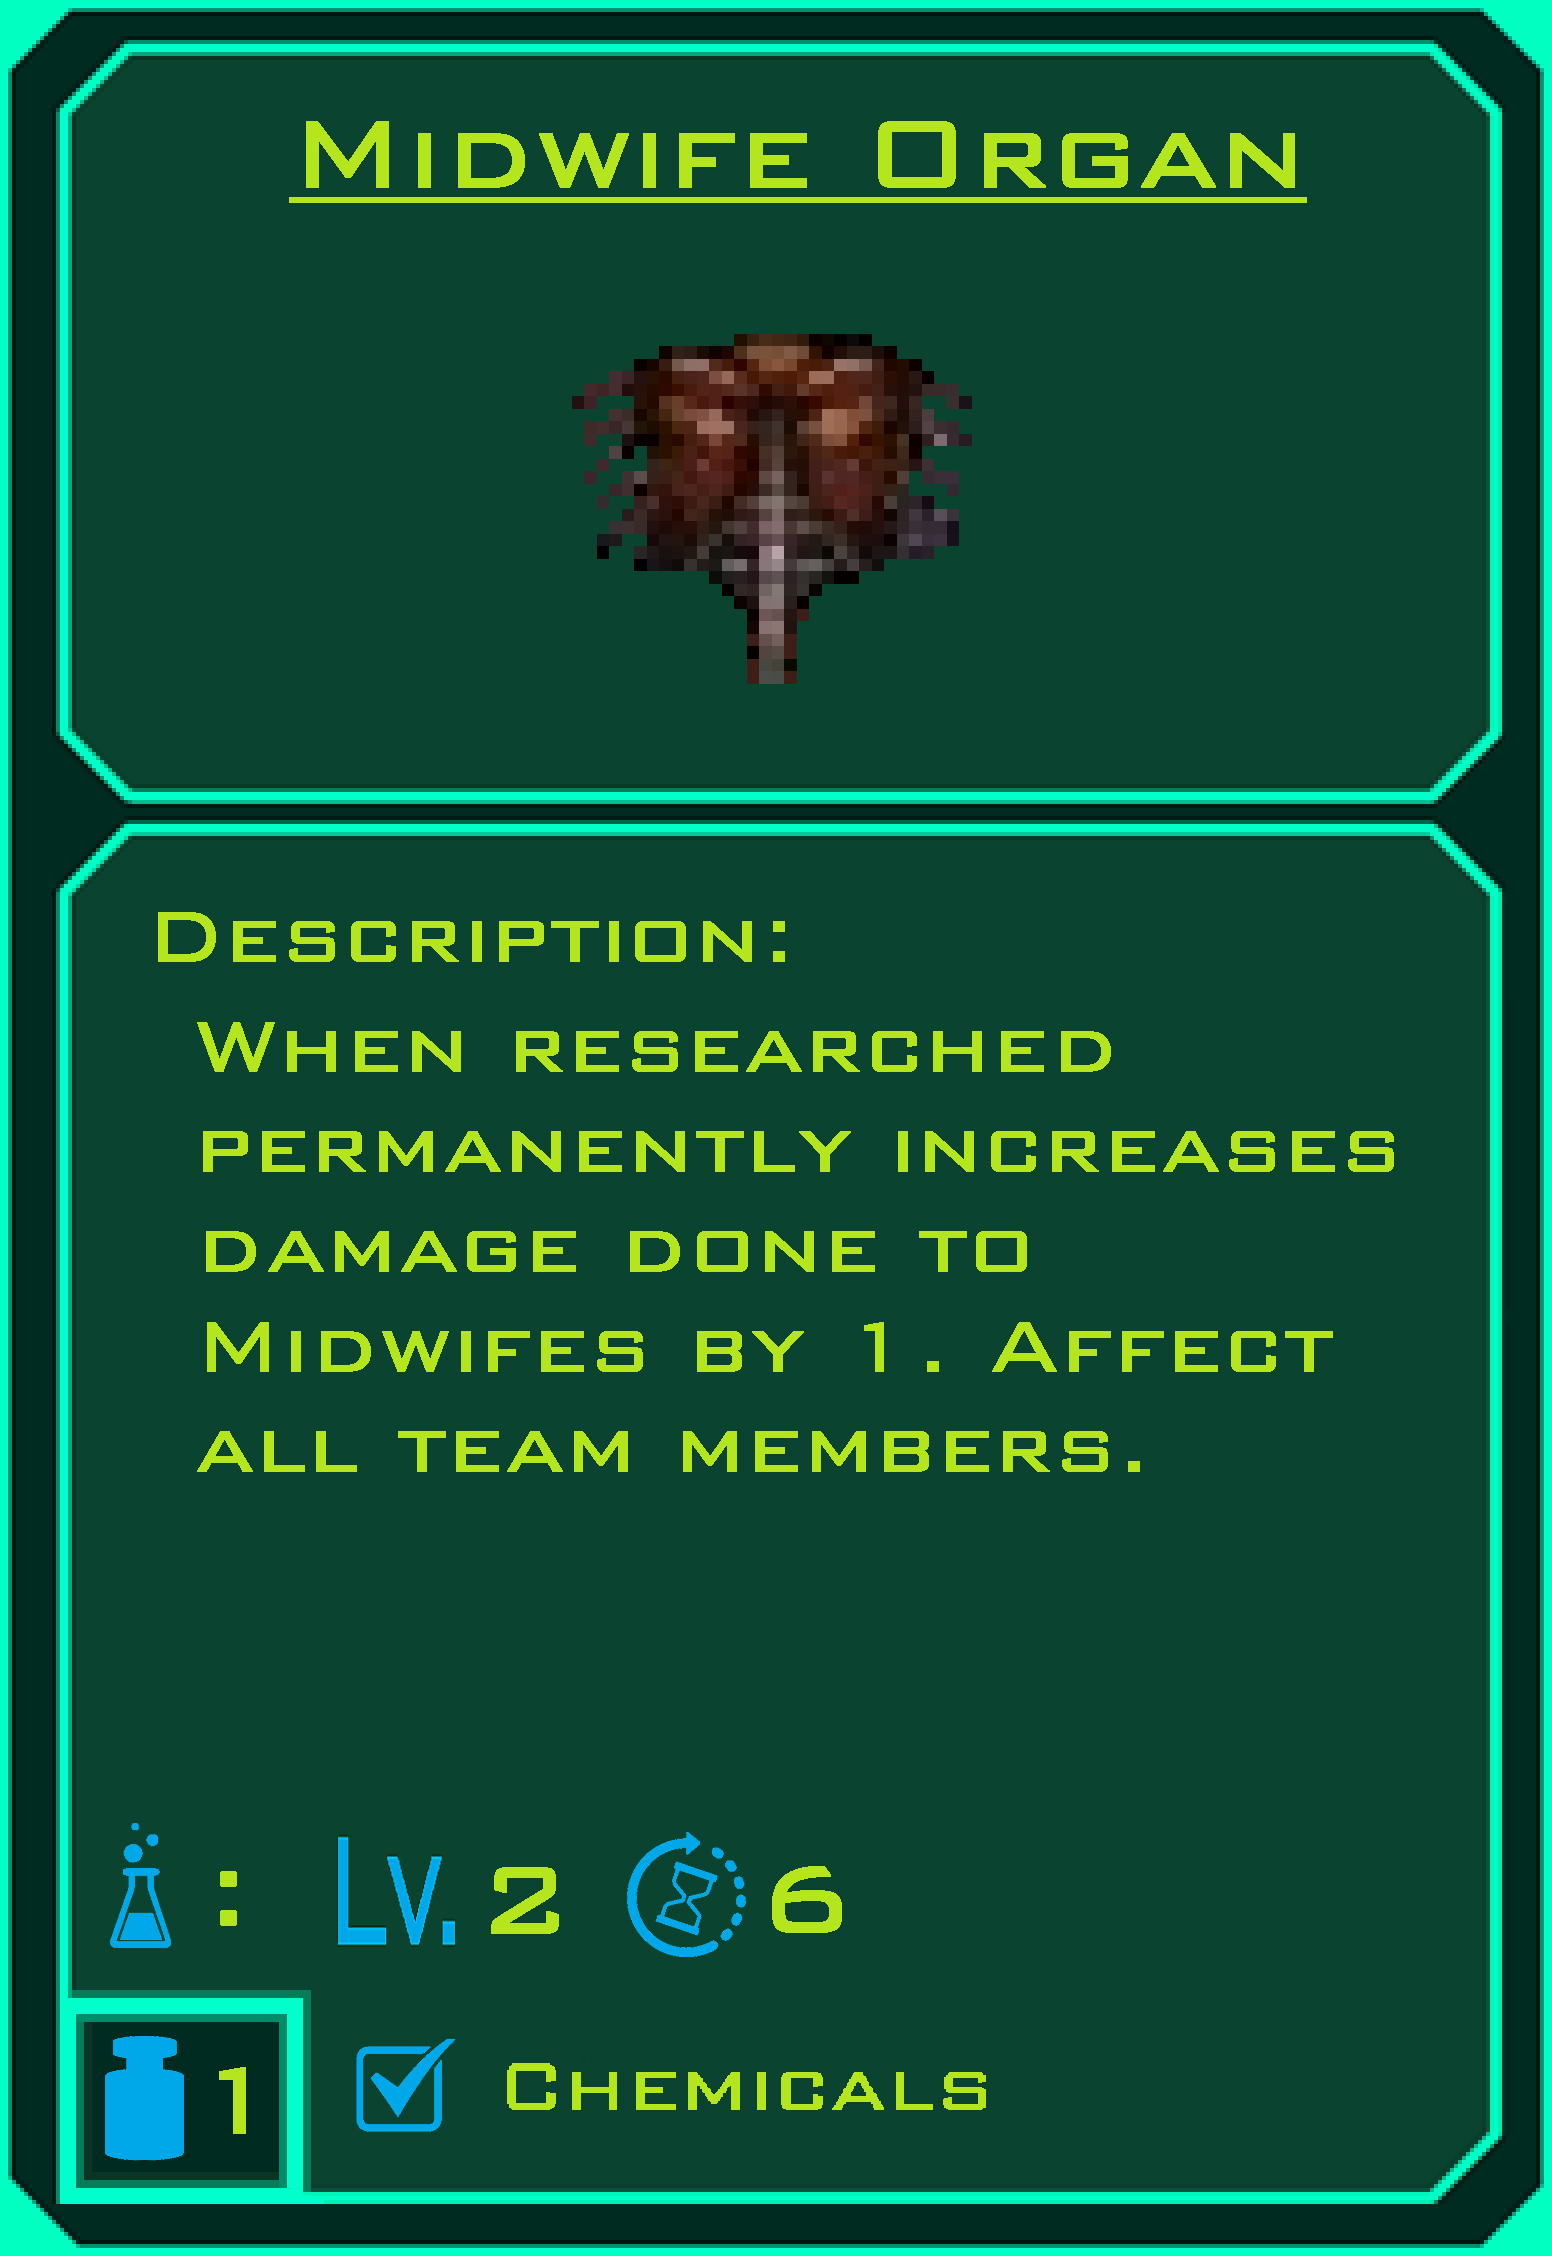 Midwife Organ
Description:
When researched
permanently increases
damage done to
Midwifes by 1. Affect
all team members.
: Lv. 2 6
1 Chemicals